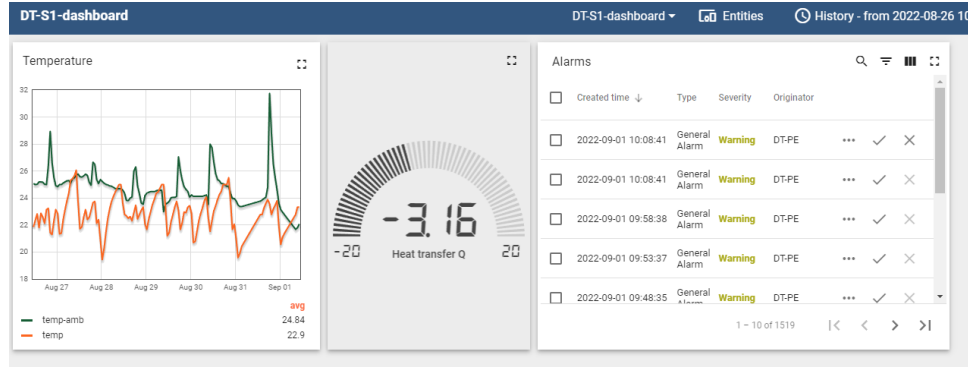 DT-S1-dashboard
DT-S1-dashboard
Entities
History - from 2022-08-26 10
Temperature
32
30
28
26
24
22
20
18
Aug 27 Aug 28 Aug 29 Aug 30 Aug 31 Sep 01
avg
temp-amb 24.84
temp 22.9
-3.16
-20 Heat transfer Q 20
Alarms
Created time Type Severity Originator
2022-09-01 10:08:41 General Alarm Warning DT-PE
2022-09-01 10:08:41 General Alarm Warning DT-PE
2022-09-01 09:58:38 General Alarm Warning DT-PE
2022-09-01 09:53:37 General Alarm Warning DT-PE
2022-09-01 09:48:35 General Alarm Warning DT-PE
1 – 10 of 1519